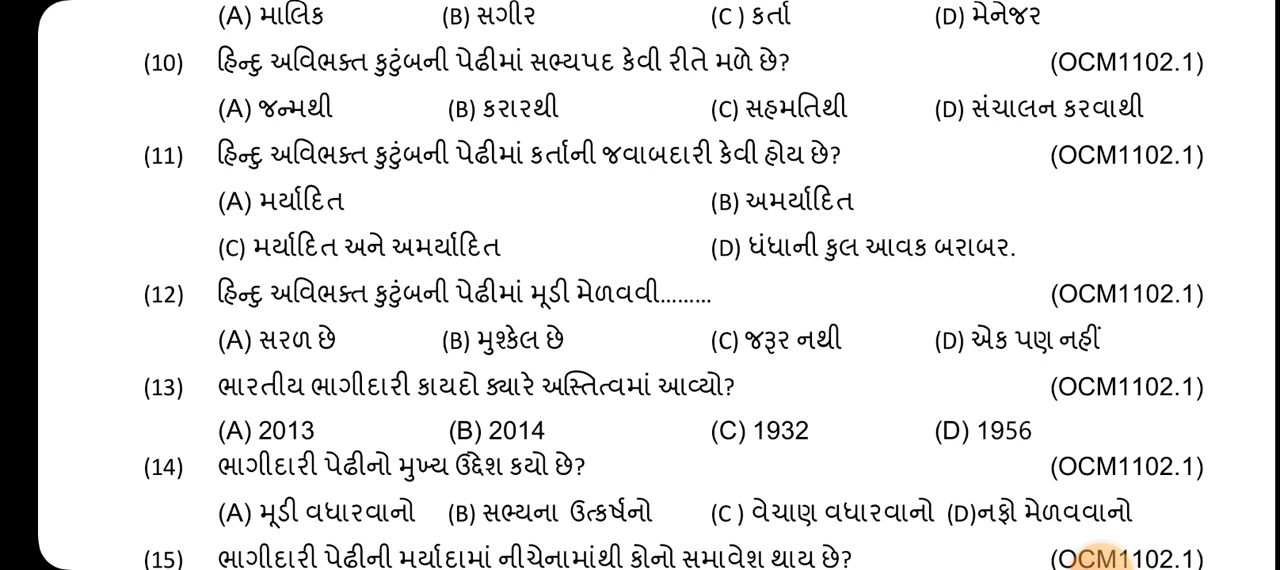 (A) માલિક (B) સગીર (C ) કર્તા (D) મેનેજર
(10) હિન્દુ અવિભક્ત કુટુંબની પેઢીમાં સભ્યપદ કેવી રીતે મળે છે? (OCM1102.1)
(A) જન્મથી (B) કરારથી (C) સહમતિથી (D) સંચાલન કરવાથી
(11) હિન્દુ અવિભક્ત કુટુંબની પેઢીમાં કર્તાની જવાબદારી કેવી હોય છે? (OCM1102.1)
(A) મર્યાદિત (B) અમર્યાદિત
(C) મર્યાદિત અને અમર્યાદિત (D) ધંધાની કુલ આવક બરાબર.
(12) હિન્દુ અવિભક્ત કુટુંબની પેઢીમાં મૂડી મેળવવી......... (OCM1102.1)
(A) સરળ છે (B) મુશ્કેલ છે (C) જરૂર નથી (D) એક પણ નહીં
(13) ભારતીય ભાગીદારી કાયદો ક્યારે અસ્તિત્વમાં આવ્યો? (OCM1102.1)
(A) 2013 (B) 2014 (C) 1932 (D) 1956
(14) ભાગીદારી પેઢીનો મુખ્ય ઉદ્દેશ કયો છે? (OCM1102.1)
(A) મૂડી વધારવાનો (B) સભ્યના ઉત્કર્ષનો (C ) વેચાણ વધારવાનો (D)નફો મેળવવાનો
(15) ભાગીદારી પેઢીની મર્યાદામાં નીચેનામાંથી કોનો સમાવેશ થાય છે? (OCM1102.1)